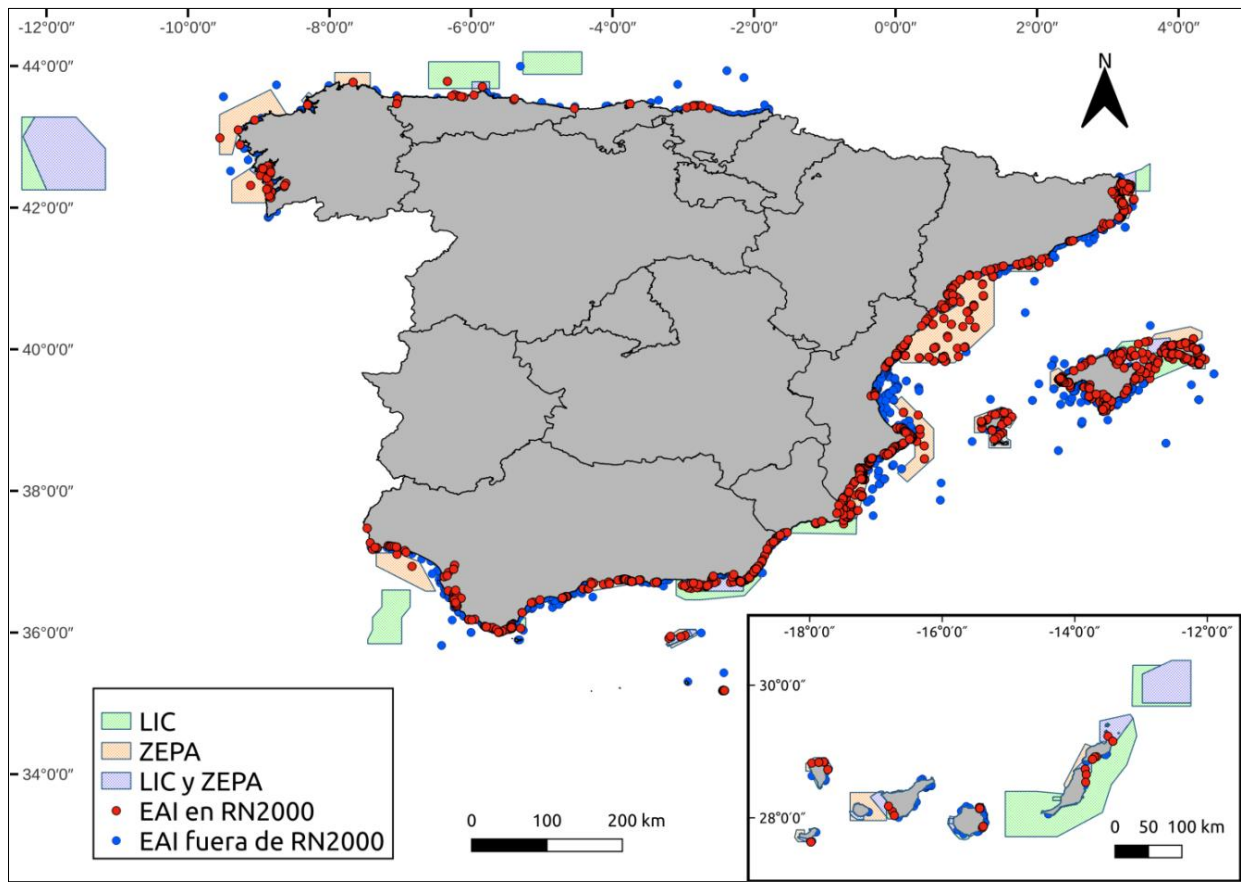 -12°0′0″ -10°0′0″ -8°0′0″ -6°0′0″ -4°0′0″ -2°0′0″ 0°0′0″ 2°0′0″ 4°0′0″
44°0′0″
N
42°0′0″
40°0′0″
38°0′0″
36°0′0″
34°0′0″
LIC
ZEPA
LIC y ZEPA
EAI en RN2000
EAI fuera de RN2000
0 100 200 km
-18°0′0″ -16°0′0″ -14°0′0″ -12°0′0″
30°0′0″
28°0′0″
0 50 100 km